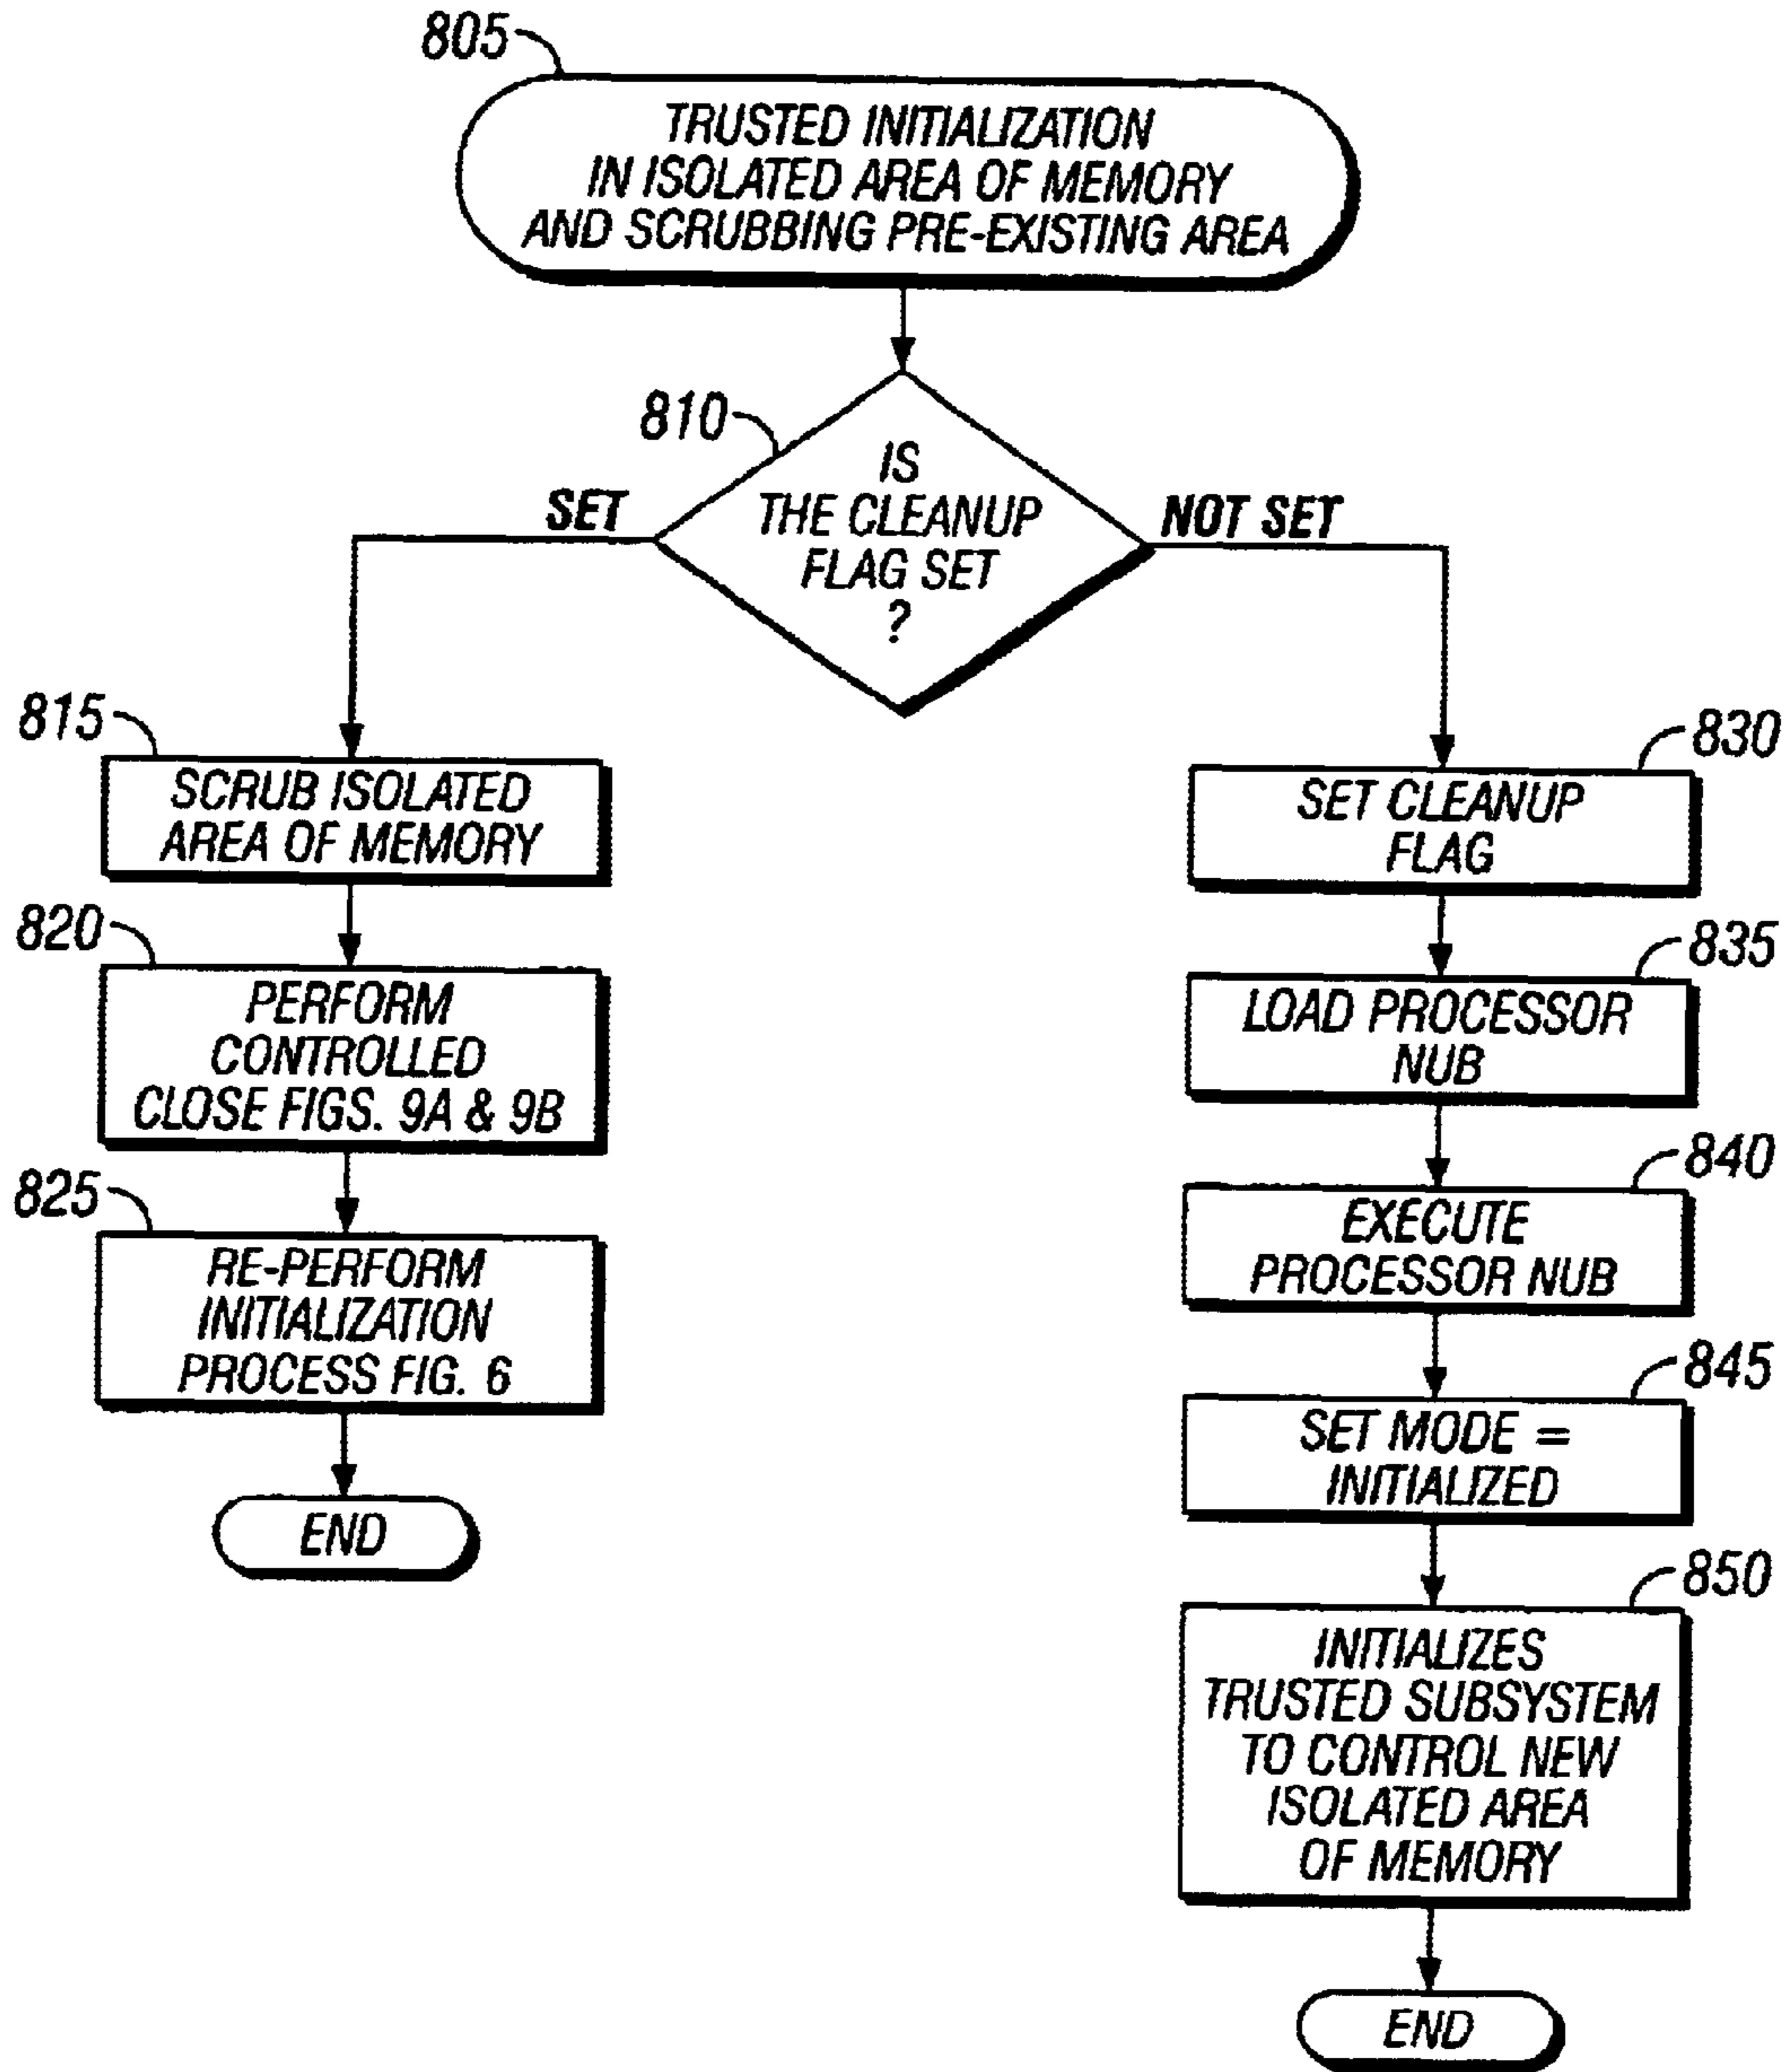 805
TRUSTED INITIALIZATION
IN ISOLATED AREA OF MEMORY
AND SCRUBBING PRE-EXISTING AREA
810
IS
THE CLEANUP
FLAG SET
?
SET
NOT SET
815
SCRUB ISOLATED
AREA OF MEMORY
820
PERFORM
CONTROLLED
CLOSE FIGS. 9A & 9B
825
RE-PERFORM
INITIALIZATION
PROCESS FIG. 6
END
830
SET CLEANUP
FLAG
835
LOAD PROCESSOR
NUB
840
EXECUTE
PROCESSOR NUB
845
SET MODE =
INITIALIZED
850
INITIALIZES
TRUSTED SUBSYSTEM
TO CONTROL NEW
ISOLATED AREA
OF MEMORY
END